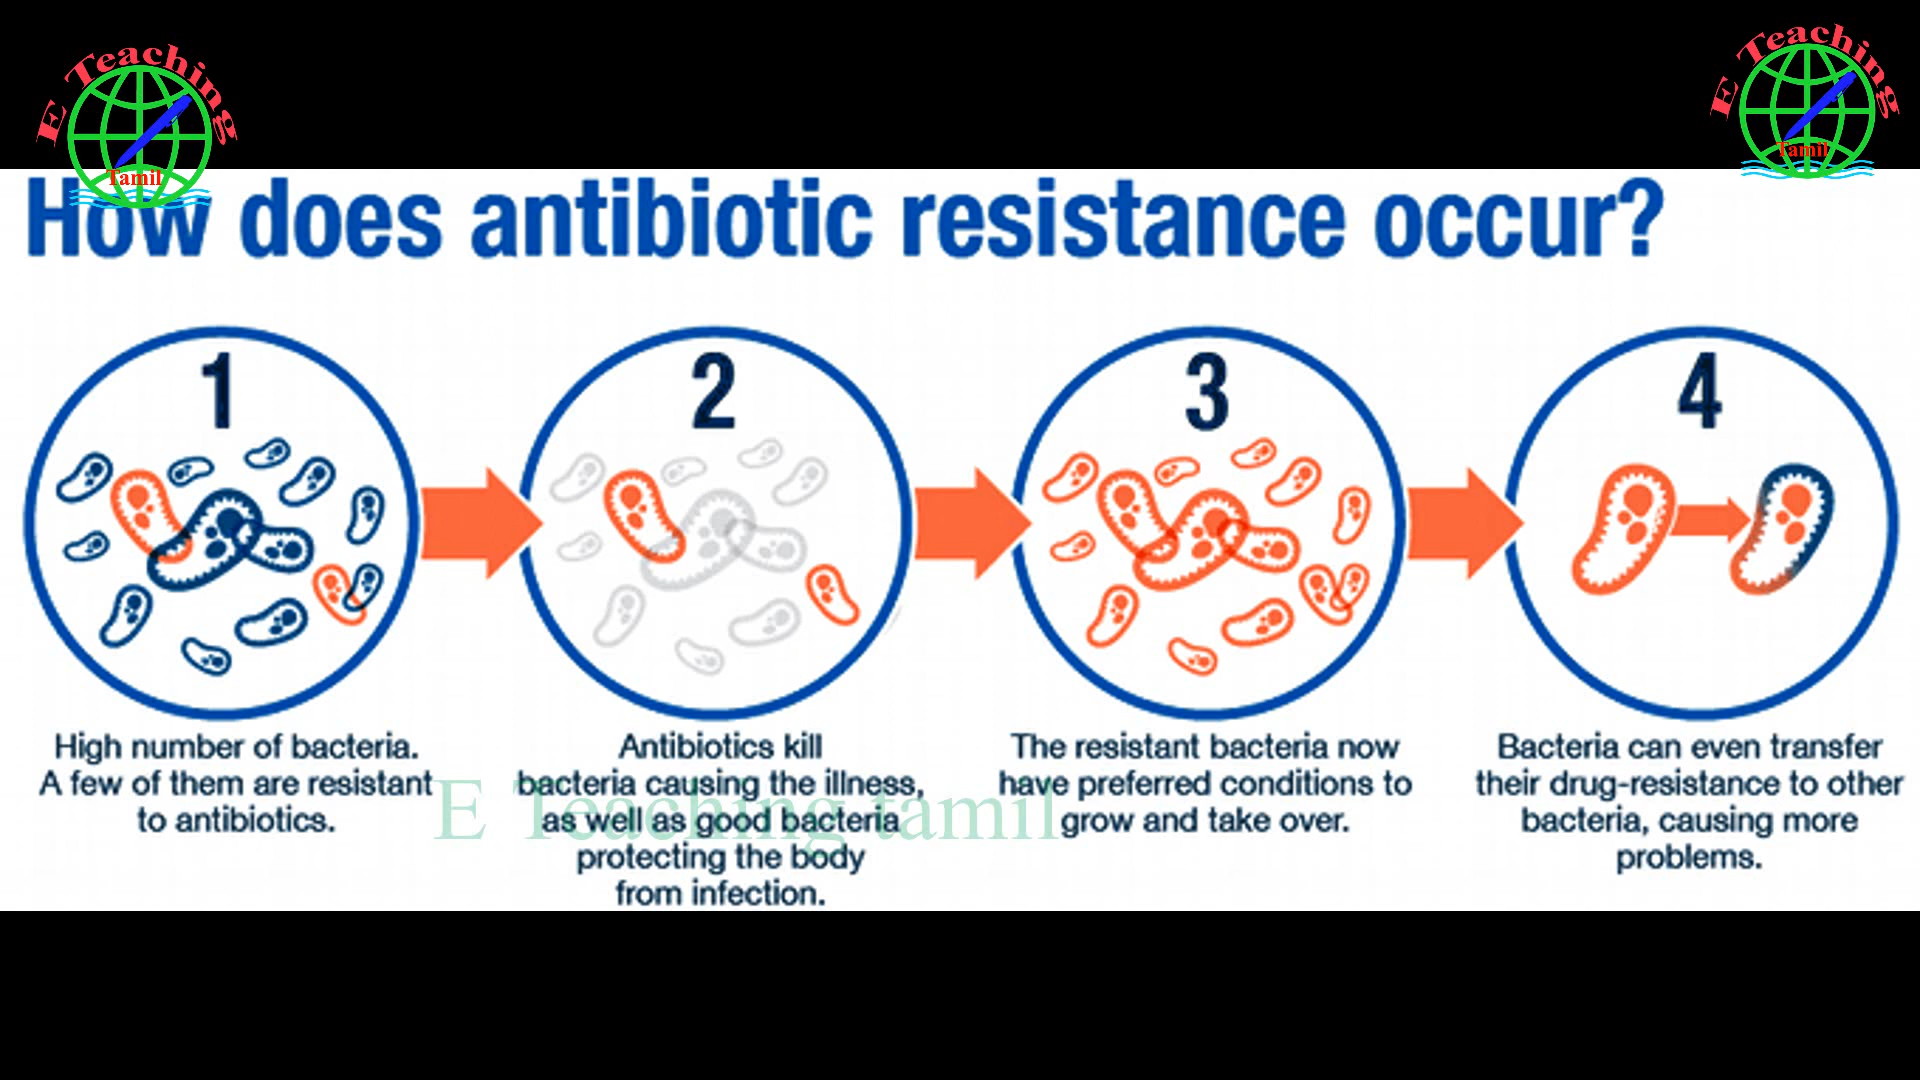 E Teaching
Tamil
E Teaching
Tamil
How does antibiotic resistance occur?
1
2
3
4
High number of bacteria.
A few of them are resistant
to antibiotics.
Antibiotics kill
bacteria causing the illness,
as well as good bacteria
protecting the body
from infection.
The resistant bacteria now
have preferred conditions to
grow and take over.
Bacteria can even transfer
their drug-resistance to other
bacteria, causing more
problems.
E Teaching tamil